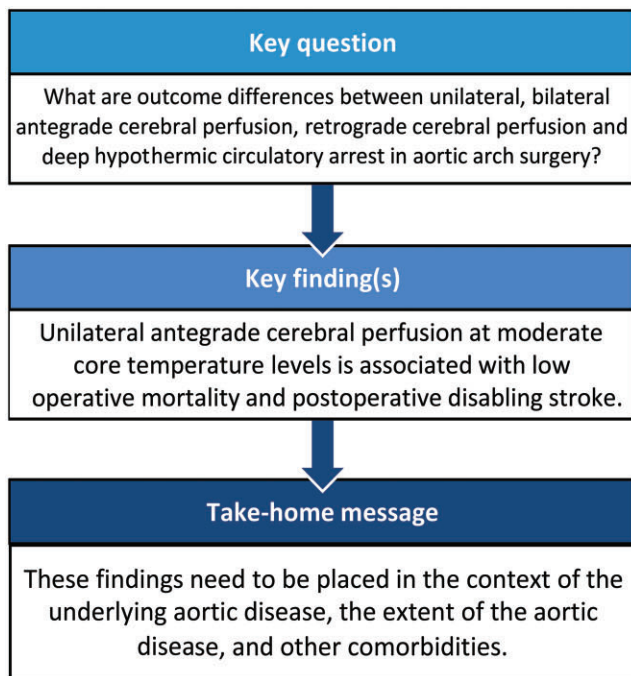 Key question
What are outcome differences between unilateral, bilateral
antegrade cerebral perfusion, retrograde cerebral perfusion and
deep hypothermic circulatory arrest in aortic arch surgery?
Key finding(s)
Unilateral antegrade cerebral perfusion at moderate
core temperature levels is associated with low
operative mortality and postoperative disabling stroke.
Take-home message
These findings need to be placed in the context of the
underlying aortic disease, the extent of the aortic
disease, and other comorbidities.